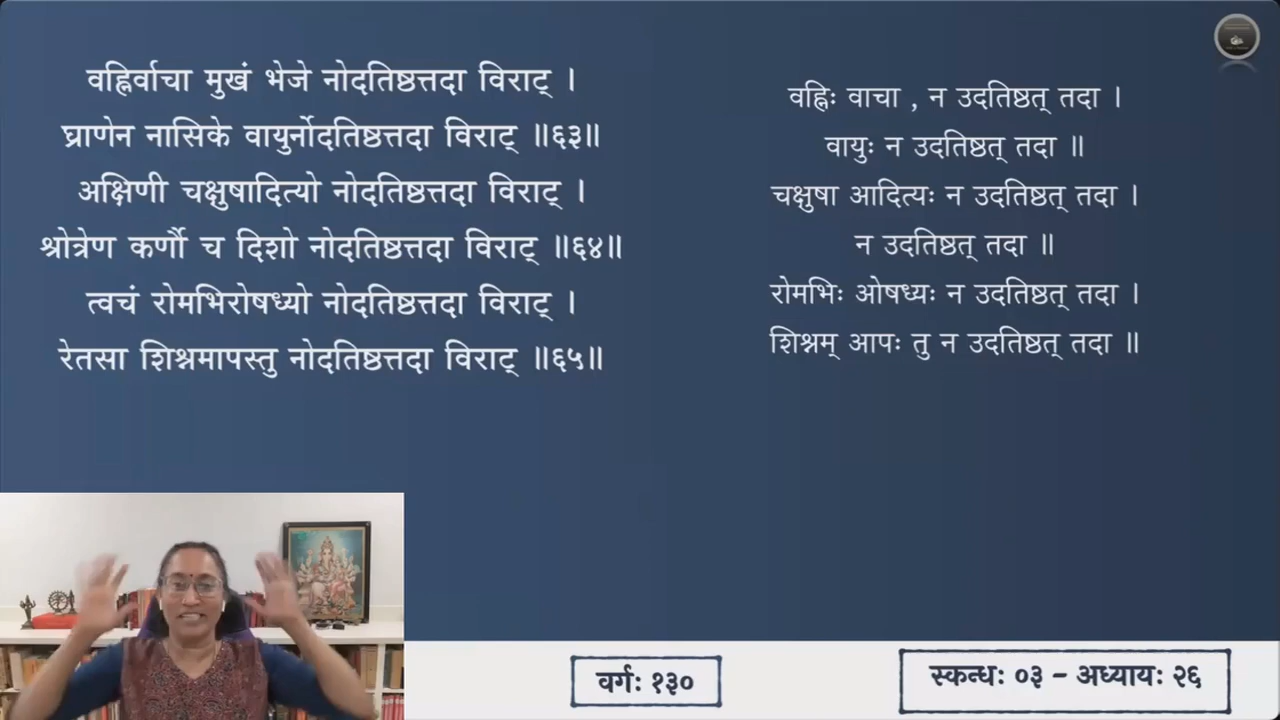 वह्निर्वाचा मुखं भेजे नोदतिष्ठत्तदा विराट् ।
घ्राणेन नासिके वायुर्नोदतिष्ठत्तदा विराट् ॥६३॥
अक्षिणी चक्षुषादित्यो नोदतिष्ठत्तदा विराट् ।
श्रोत्रेण कर्णौ च दिशो नोदतिष्ठत्तदा विराट् ॥६४॥
त्वचं रोमभिरोषध्यो नोदतिष्ठत्तदा विराट् ।
रेतसा शिश्नमापस्तु नोदतिष्ठत्तदा विराट् ॥६५॥
वह्निः वाचा , न उदतिष्ठत् तदा ।
वायुः न उदतिष्ठत् तदा ॥
चक्षुषा आदित्यः न उदतिष्ठत् तदा ।
न उदतिष्ठत् तदा ॥
रोमभिः ओषध्यः न उदतिष्ठत् तदा ।
शिश्नम् आपः तु न उदतिष्ठत् तदा ॥
वर्गः १३०
स्कन्धः ०३ - अध्यायः २६